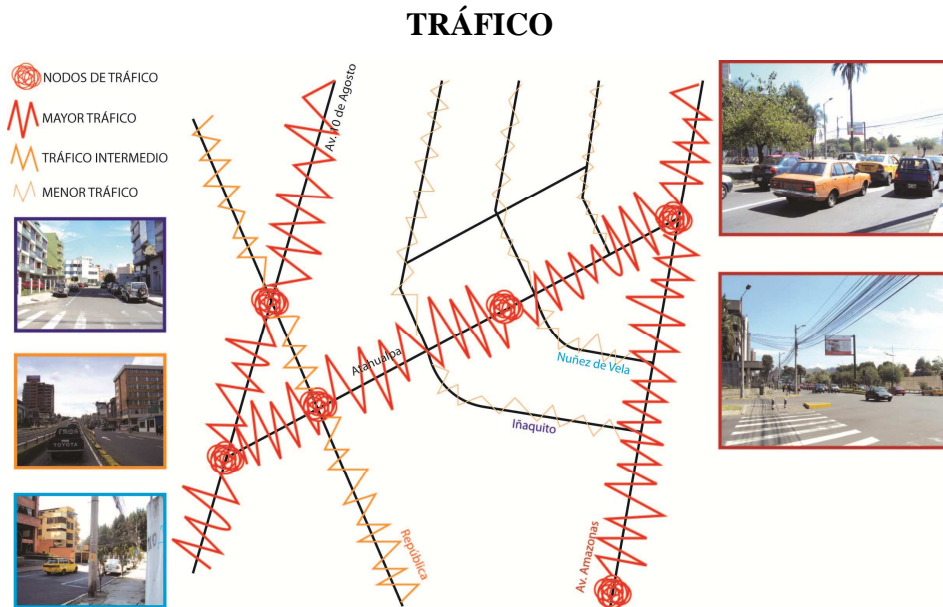 TRÁFICO
NODOS DE TRÁFICO
MAYOR TRÁFICO
TRÁFICO INTERMEDIO
MENOR TRÁFICO
Av. 10 de Agosto
Atahualpa
Nuñez de Vela
Iñaquito
República
Av. Amazonas
TOYOTA